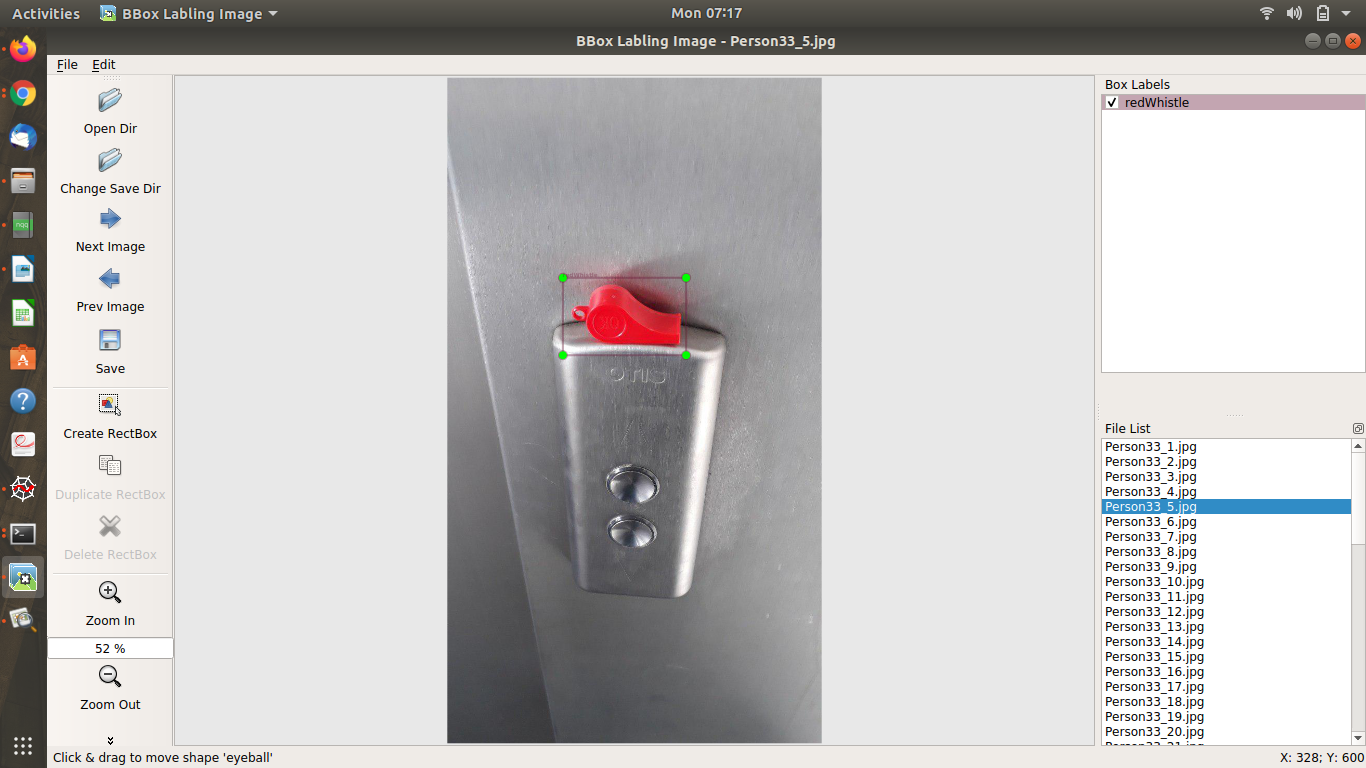 Activities
BBox Labling Image
Mon 07:17
BBox Labling Image - Person33_5.jpg
File
Edit
Open Dir
Change Save Dir
Next Image
Prev Image
Save
Create RectBox
Duplicate RectBox
Delete RectBox
Zoom In
52 %
Zoom Out
redWhistle
OTIS
Box Labels
redWhistle
File List
Person33_1.jpg
Person33_2.jpg
Person33_3.jpg
Person33_4.jpg
Person33_5.jpg
Person33_6.jpg
Person33_7.jpg
Person33_8.jpg
Person33_9.jpg
Person33_10.jpg
Person33_11.jpg
Person33_12.jpg
Person33_13.jpg
Person33_14.jpg
Person33_15.jpg
Person33_16.jpg
Person33_17.jpg
Person33_18.jpg
Person33_19.jpg
Person33_20.jpg
Click & drag to move shape 'eyeball'
X: 328; Y: 600